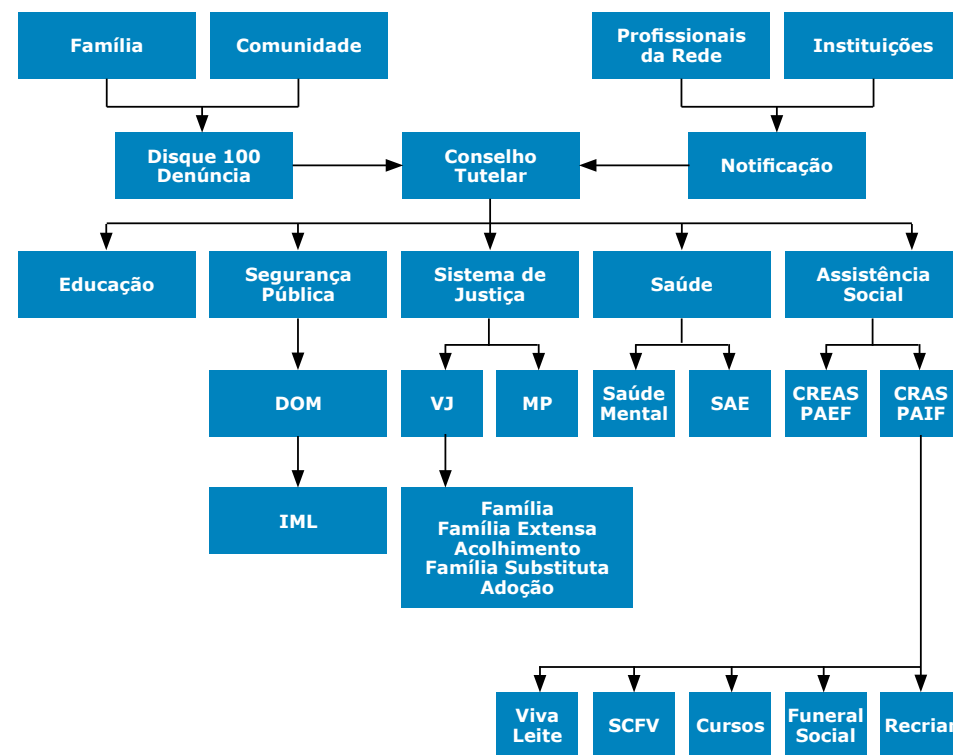 Família
Comunidade
Profissionais
da Rede
Instituições
Disque 100
Denúncia
Conselho
Tutelar
Notificação
Educação
Segurança
Pública
Sistema de
Justiça
Saúde
Assistência
Social
DOM
VJ
MP
Saúde
Mental
SAE
CREAS
PAEF
CRAS
PAIF
IML
Família
Família Extensa
Acolhimento
Família Substituta
Adoção
Viva
Leite
SCFV
Cursos
Funeral
Social
Recriar